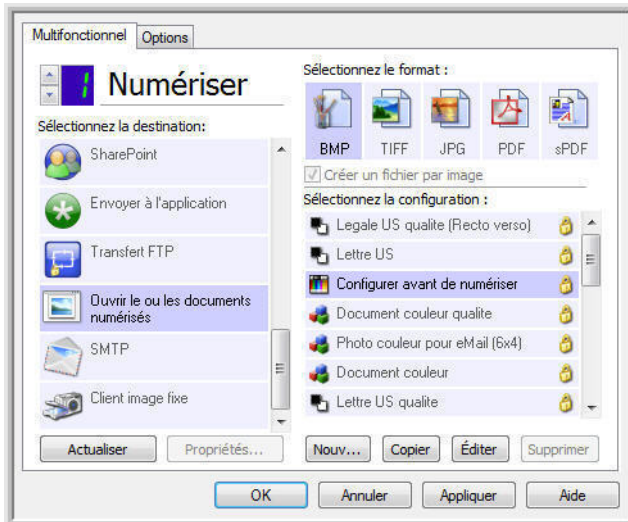 Multifonctionnel
Options
1
Numériser
Sélectionnez la destination:
SharePoint
Envoyer à l'application
Transfert FTP
Ouvrir le ou les documents
numérisés
SMTP
Client image fixe
Actualiser
Propriétés...
Sélectionnez le format :
BMP
TIFF
JPG
PDF
sPDF
Créer un fichier par image
Sélectionnez la configuration :
Legale US qualite (Recto verso)
Lettre US
Configurer avant de numériser
Document couleur qualite
Photo couleur pour eMail (6x4)
Document couleur
Lettre US qualite
Nouv...
Copier
Éditer
Supprimer
OK
Annuler
Appliquer
Aide